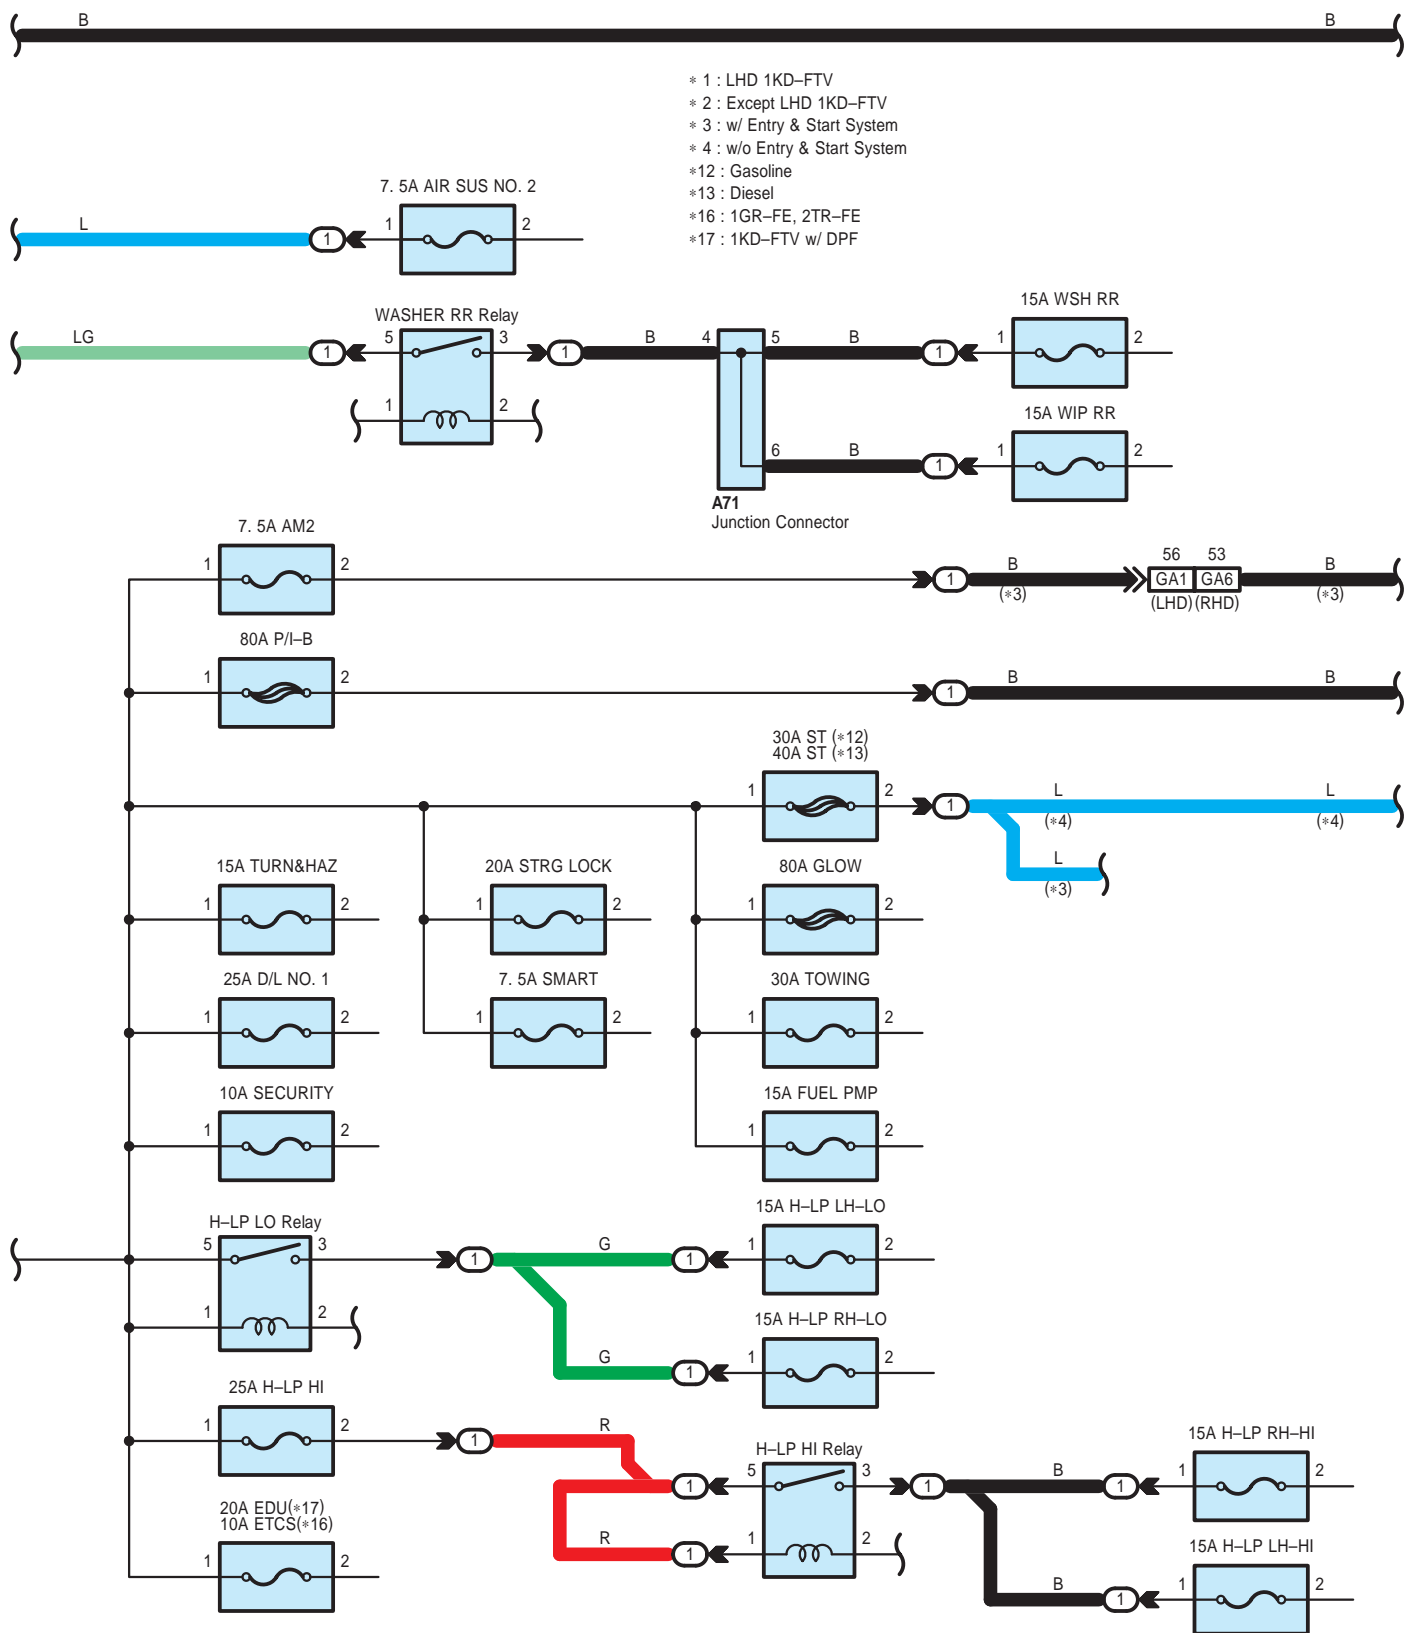 B B
* 1 : LHD 1KD–FTV
* 2 : Except LHD 1KD–FTV
* 3 : w/ Entry & Start System
* 4 : w/o Entry & Start System
*12 : Gasoline
*13 : Diesel
*16 : 1GR–FE, 2TR–FE
*17 : 1KD–FTV w/ DPF
7. 5A AIR SUS NO. 2
L 1 1 2
WASHER RR Relay
LG 1 5 3 1 B 4 5 B 1
1 2
15A WSH RR
1 2
15A WIP RR
6 B 1 1 2
A71
Junction Connector
7. 5A AM2
1 2 1 B 56 53 B
(*3) GA1 GA6 (*3)
(LHD) (RHD)
80A P/I–B
1 2 1 B B
30A ST (*12)
40A ST (*13)
1 2 1 L L
(*4) (*4)
L
(*3)
15A TURN&HAZ 20A STRG LOCK 80A GLOW
1 2 1 2 1 2
25A D/L NO. 1 7. 5A SMART 30A TOWING
1 2 1 2 1 2
10A SECURITY 15A FUEL PMP
1 2 1 2
H–LP LO Relay 15A H–LP LH–LO
5 3 1 G 1 1 2
1 2
15A H–LP RH–LO
G 1 1 2
25A H–LP HI
1 2 1 R
H–LP HI Relay 15A H–LP RH–HI
1 5 3 1 B 1 1 2
20A EDU(*17)
10A ETCS(*16)
1 2 R 1 1 2
15A H–LP LH–HI
B 1 1 2